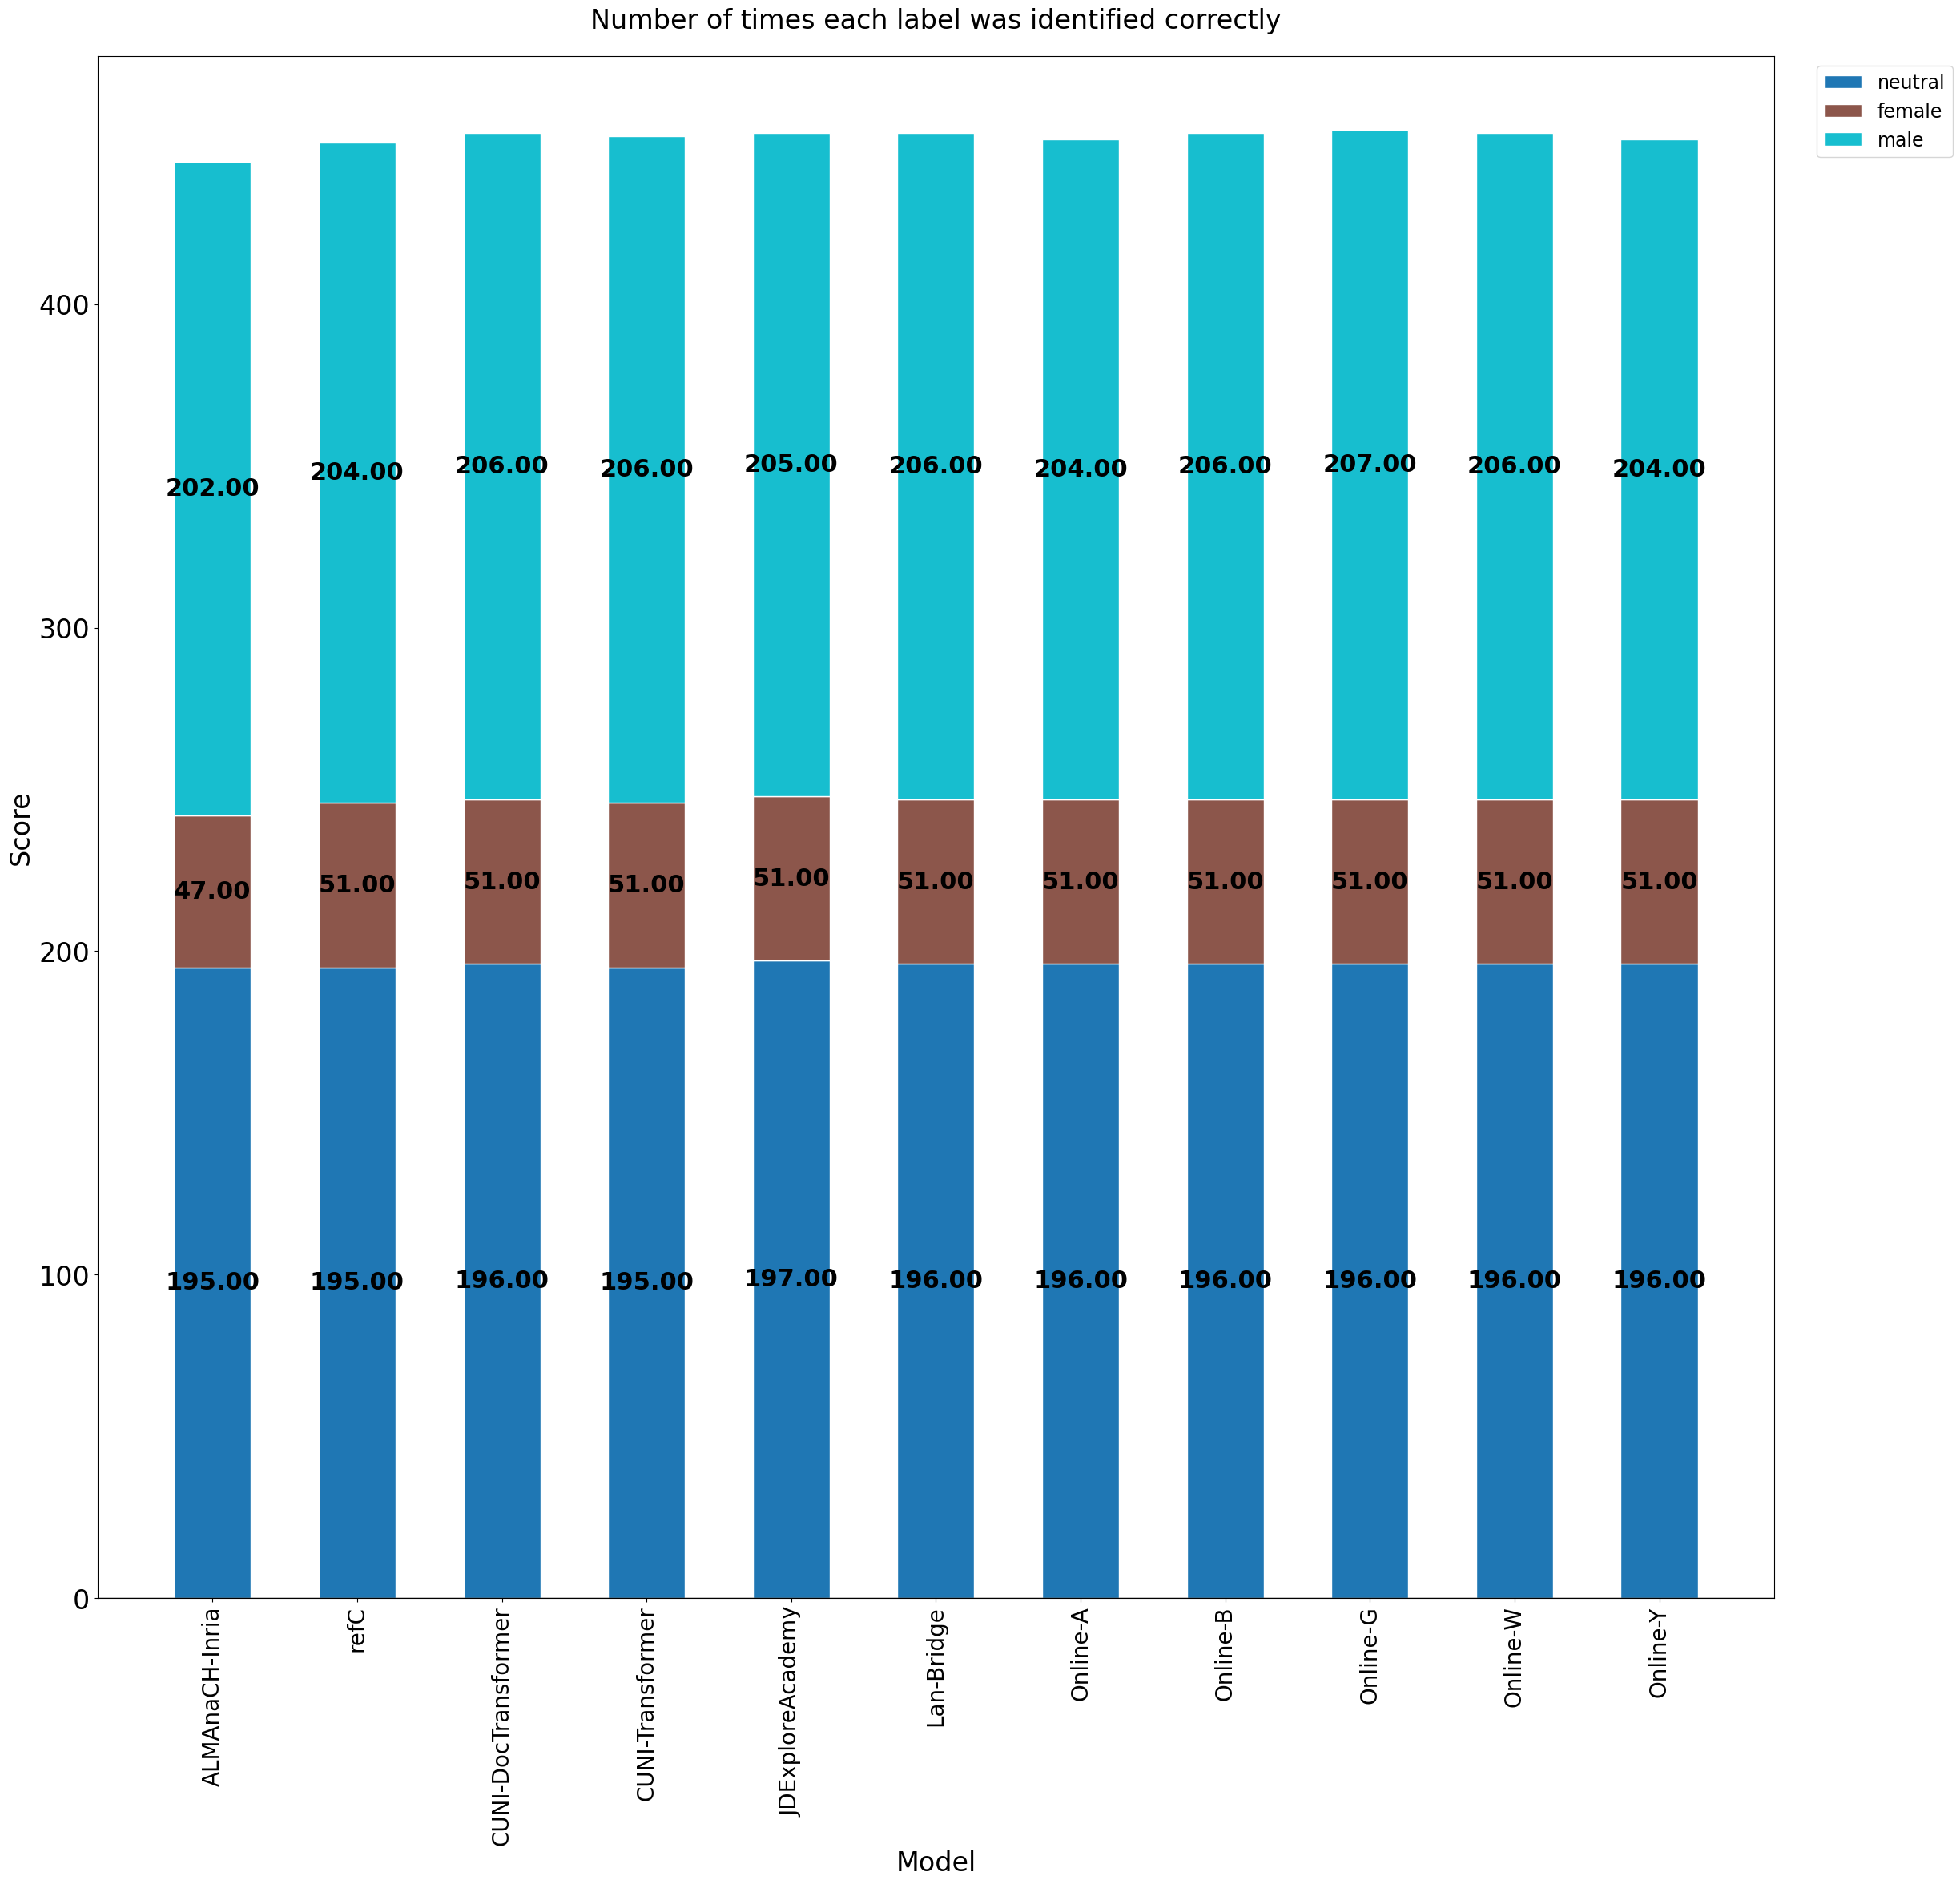 Number of times each label was identified correctly
neutral
female
male
Score
400
300
200
100
0
202.00 204.00 206.00 206.00 205.00 206.00 204.00 206.00 207.00 206.00 204.00
47.00 51.00 51.00 51.00 51.00 51.00 51.00 51.00 51.00 51.00 51.00
195.00 195.00 196.00 195.00 197.00 196.00 196.00 196.00 196.00 196.00 196.00
ALMAnaCH-Inria
refC
CUNI-DocTransformer
CUNI-Transformer
JDExploreAcademy
Lan-Bridge
Online-A
Online-B
Online-G
Online-W
Online-Y
Model